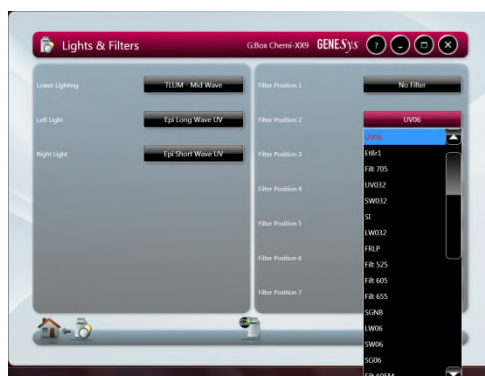 Lights & Filters
G:Box Chemi-XX9 GENESys ?
Lower Lighting
TLUM - Mid Wave
Left Light
Epi Long Wave UV
Right Light
Epi Short Wave UV
Filter Position 1
No Filter
Filter Position 2
UV06
Filter Position 3
Filter Position 4
Filter Position 5
Filter Position 6
Filter Position 7
UV06
EtBr1
Filt 705
UV032
SW032
SI
LW032
FRLP
Filt 525
Filt 605
Filt 655
SGNB
LW06
SW06
SG06
Filt 605M